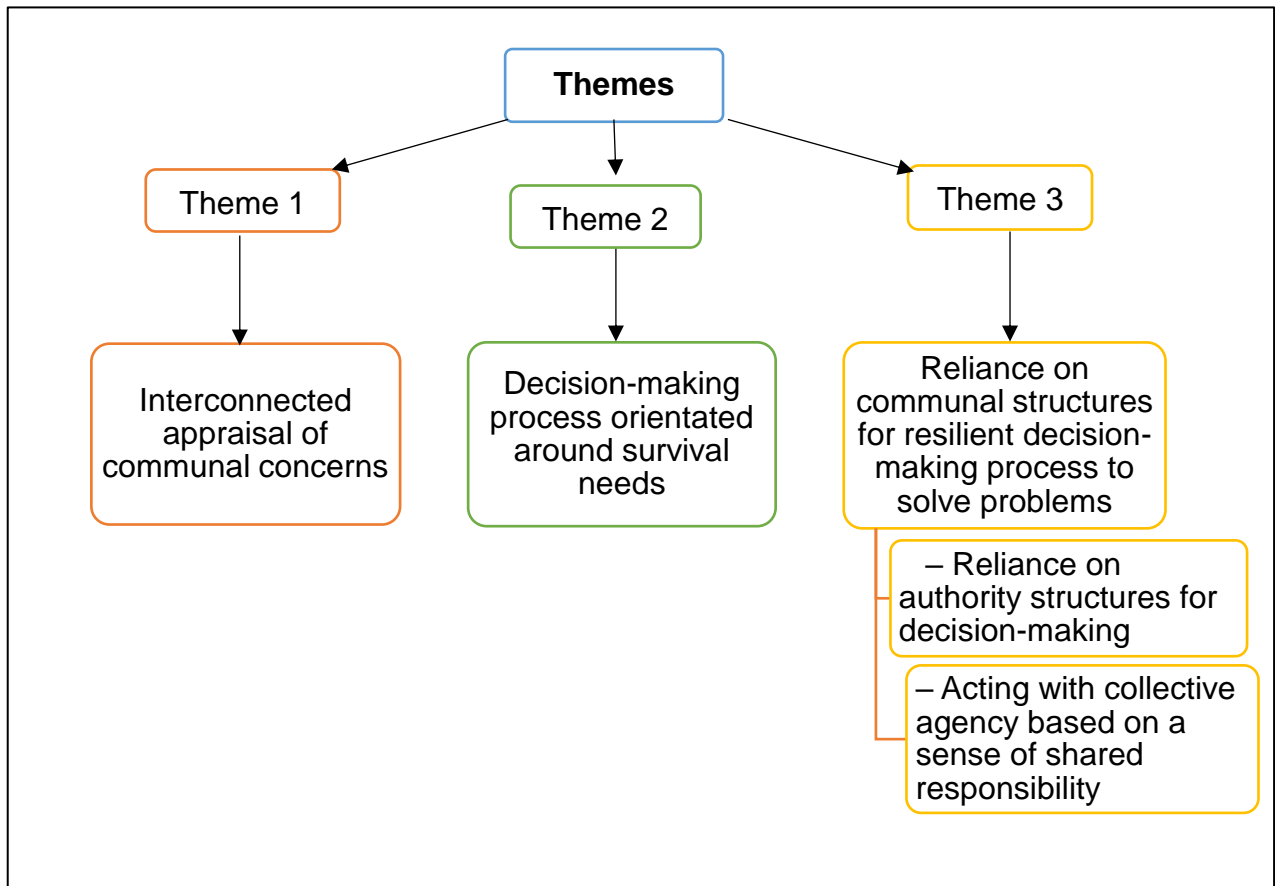 Themes
Theme 1
Theme 2
Theme 3
Interconnected
appraisal of
communal concerns
Decision-making
process orientated
around survival
needs
Reliance on
communal structures
for resilient decision-
making process to
solve problems
– Reliance on
authority structures for
decision-making
– Acting with collective
agency based on a
sense of shared
responsibility